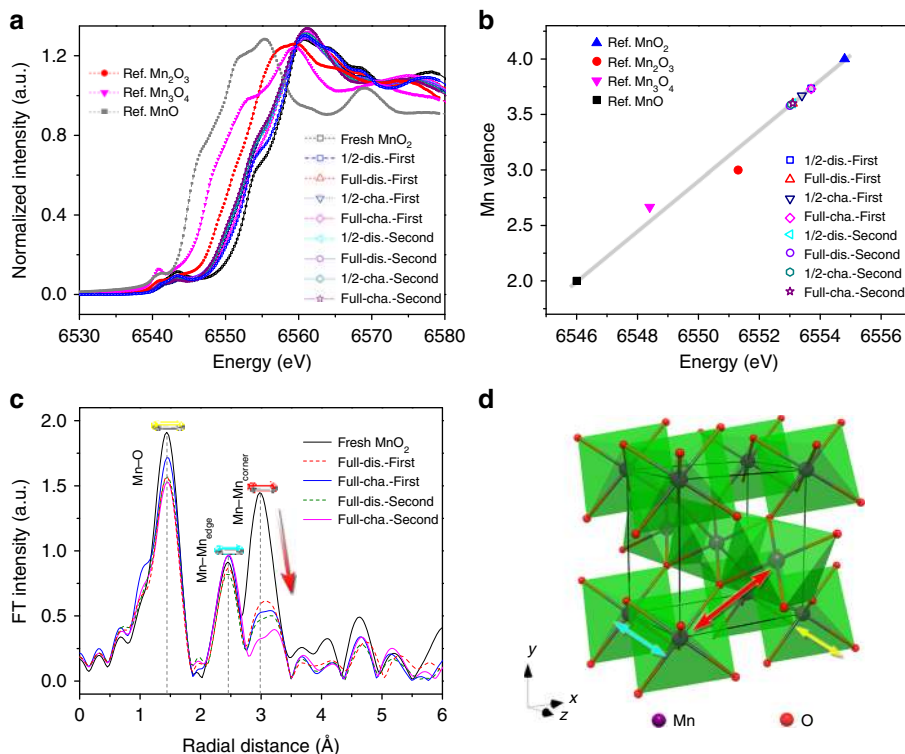 a
Normalized intensity (a.u.)
1.2
0.9
0.6
0.3
0.0
Ref. Mn₂O₃
Ref. Mn₃O₄
Ref. MnO
Fresh MnO₂
1/2-dis.-First
Full-dis.-First
1/2-cha.-First
Full-cha.-First
1/2-dis.-Second
Full-dis.-Second
1/2-cha.-Second
Full-cha.-Second
6530 6540 6550 6560 6570 6580
Energy (eV)
b
Mn valence
4.0
3.5
3.0
2.5
2.0
Ref. MnO₂
Ref. Mn₂O₃
Ref. Mn₃O₄
Ref. MnO
1/2-dis.-First
Full-dis.-First
1/2-cha.-First
Full-cha.-First
1/2-dis.-Second
Full-dis.-Second
1/2-cha.-Second
Full-cha.-Second
6546 6548 6550 6552 6554 6556
Energy (eV)
c
FT intensity (a.u.)
2.0
1.5
1.0
0.5
0.0
Mn–O
Mn–Mnedge
Mn–Mncorner
Fresh MnO₂
Full-dis.-First
Full-cha.-First
Full-dis.-Second
Full-cha.-Second
0 1 2 3 4 5 6
Radial distance (Å)
d
y
x
z
Mn
O